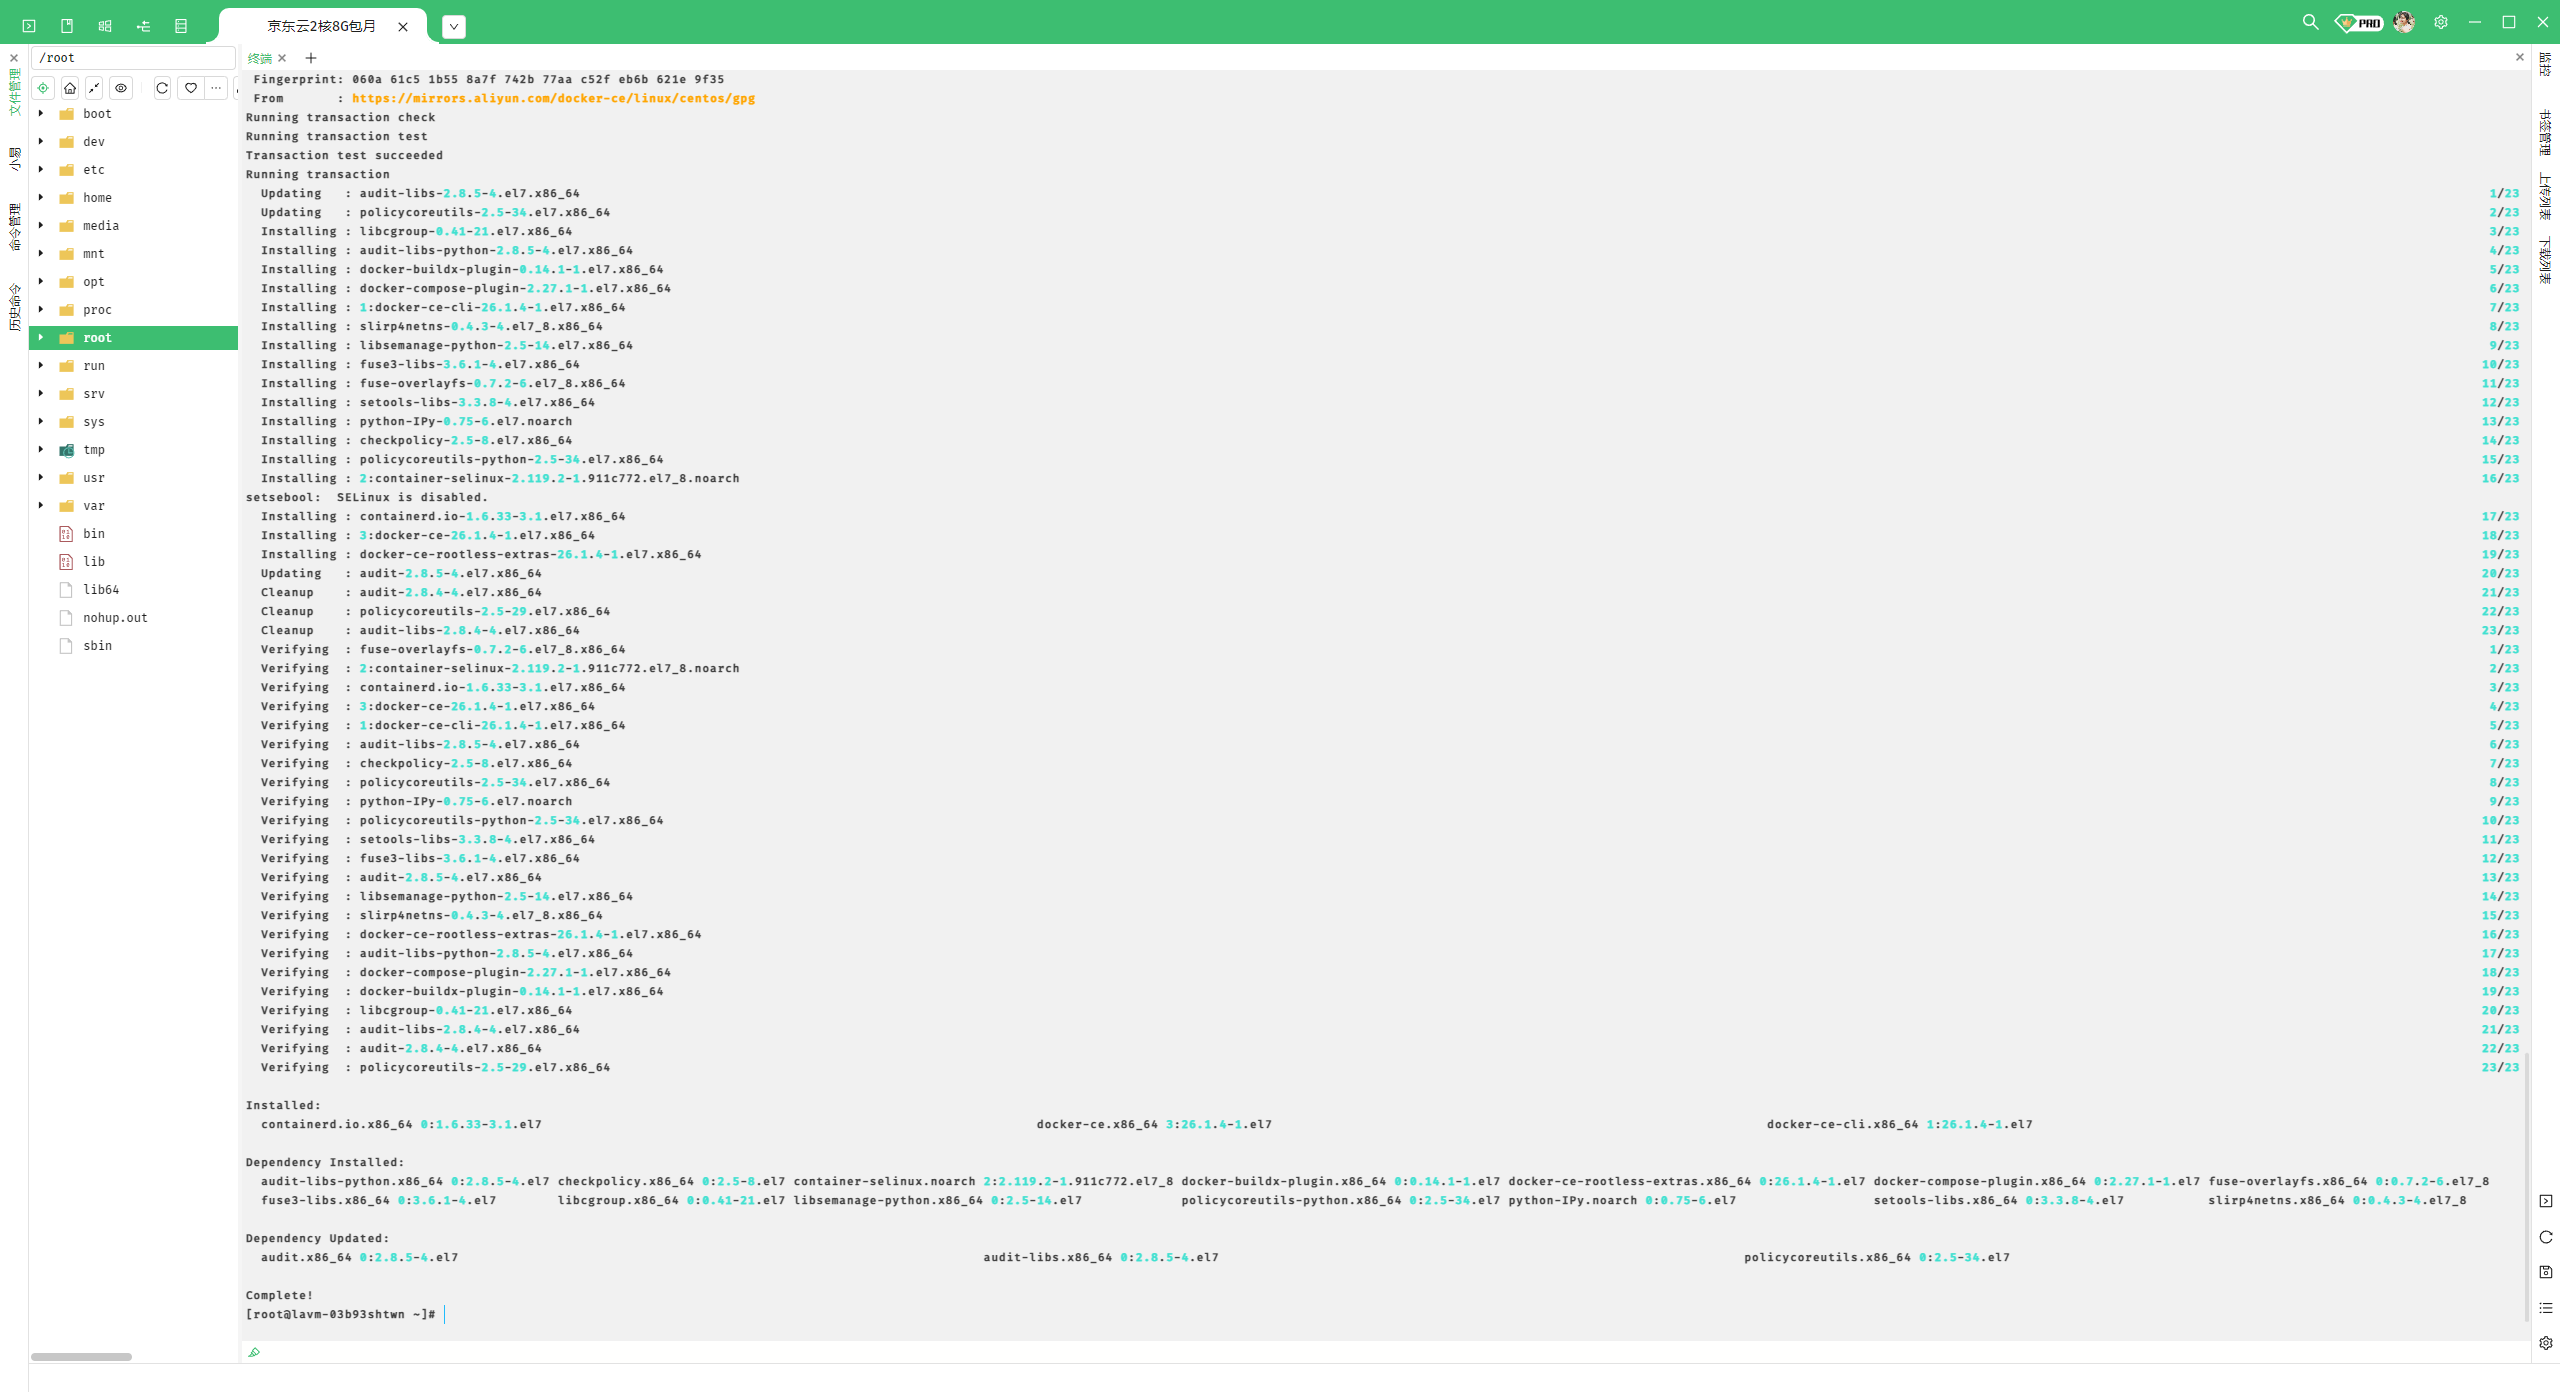 京东云2核8G包月
PRO
/root
文件管理
小易
命令管理
历史命令
boot
dev
etc
home
media
mnt
opt
proc
root
run
srv
sys
tmp
usr
var
bin
lib
lib64
nohup.out
sbin
终端
Fingerprint: 060a 61c5 1b55 8a7f 742b 77aa c52f eb6b 621e 9f35
From       : https://mirrors.aliyun.com/docker-ce/linux/centos/gpg
Running transaction check
Running transaction test
Transaction test succeeded
Running transaction
Updating   : audit-libs-2.8.5-4.el7.x86_64 1/23
Updating   : policycoreutils-2.5-34.el7.x86_64 2/23
Installing : libcgroup-0.41-21.el7.x86_64 3/23
Installing : audit-libs-python-2.8.5-4.el7.x86_64 4/23
Installing : docker-buildx-plugin-0.14.1-1.el7.x86_64 5/23
Installing : docker-compose-plugin-2.27.1-1.el7.x86_64 6/23
Installing : 1:docker-ce-cli-26.1.4-1.el7.x86_64 7/23
Installing : slirp4netns-0.4.3-4.el7_8.x86_64 8/23
Installing : libsemanage-python-2.5-14.el7.x86_64 9/23
Installing : fuse3-libs-3.6.1-4.el7.x86_64 10/23
Installing : fuse-overlayfs-0.7.2-6.el7_8.x86_64 11/23
Installing : setools-libs-3.3.8-4.el7.x86_64 12/23
Installing : python-IPy-0.75-6.el7.noarch 13/23
Installing : checkpolicy-2.5-8.el7.x86_64 14/23
Installing : policycoreutils-python-2.5-34.el7.x86_64 15/23
Installing : 2:container-selinux-2.119.2-1.911c772.el7_8.noarch 16/23
setsebool:  SELinux is disabled.
Installing : containerd.io-1.6.33-3.1.el7.x86_64 17/23
Installing : 3:docker-ce-26.1.4-1.el7.x86_64 18/23
Installing : docker-ce-rootless-extras-26.1.4-1.el7.x86_64 19/23
Updating   : audit-2.8.5-4.el7.x86_64 20/23
Cleanup    : audit-2.8.4-4.el7.x86_64 21/23
Cleanup    : policycoreutils-2.5-29.el7.x86_64 22/23
Cleanup    : audit-libs-2.8.4-4.el7.x86_64 23/23
Verifying  : fuse-overlayfs-0.7.2-6.el7_8.x86_64 1/23
Verifying  : 2:container-selinux-2.119.2-1.911c772.el7_8.noarch 2/23
Verifying  : containerd.io-1.6.33-3.1.el7.x86_64 3/23
Verifying  : 3:docker-ce-26.1.4-1.el7.x86_64 4/23
Verifying  : 1:docker-ce-cli-26.1.4-1.el7.x86_64 5/23
Verifying  : audit-libs-2.8.5-4.el7.x86_64 6/23
Verifying  : checkpolicy-2.5-8.el7.x86_64 7/23
Verifying  : policycoreutils-2.5-34.el7.x86_64 8/23
Verifying  : python-IPy-0.75-6.el7.noarch 9/23
Verifying  : policycoreutils-python-2.5-34.el7.x86_64 10/23
Verifying  : setools-libs-3.3.8-4.el7.x86_64 11/23
Verifying  : fuse3-libs-3.6.1-4.el7.x86_64 12/23
Verifying  : audit-2.8.5-4.el7.x86_64 13/23
Verifying  : libsemanage-python-2.5-14.el7.x86_64 14/23
Verifying  : slirp4netns-0.4.3-4.el7_8.x86_64 15/23
Verifying  : docker-ce-rootless-extras-26.1.4-1.el7.x86_64 16/23
Verifying  : audit-libs-python-2.8.5-4.el7.x86_64 17/23
Verifying  : docker-compose-plugin-2.27.1-1.el7.x86_64 18/23
Verifying  : docker-buildx-plugin-0.14.1-1.el7.x86_64 19/23
Verifying  : libcgroup-0.41-21.el7.x86_64 20/23
Verifying  : audit-libs-2.8.4-4.el7.x86_64 21/23
Verifying  : audit-2.8.4-4.el7.x86_64 22/23
Verifying  : policycoreutils-2.5-29.el7.x86_64 23/23
Installed:
containerd.io.x86_64 0:1.6.33-3.1.el7 docker-ce.x86_64 3:26.1.4-1.el7 docker-ce-cli.x86_64 1:26.1.4-1.el7
Dependency Installed:
audit-libs-python.x86_64 0:2.8.5-4.el7 checkpolicy.x86_64 0:2.5-8.el7 container-selinux.noarch 2:2.119.2-1.911c772.el7_8 docker-buildx-plugin.x86_64 0:0.14.1-1.el7 docker-ce-rootless-extras.x86_64 0:26.1.4-1.el7 docker-compose-plugin.x86_64 0:2.27.1-1.el7 fuse-overlayfs.x86_64 0:0.7.2-6.el7_8
fuse3-libs.x86_64 0:3.6.1-4.el7 libcgroup.x86_64 0:0.41-21.el7 libsemanage-python.x86_64 0:2.5-14.el7 policycoreutils-python.x86_64 0:2.5-34.el7 python-IPy.noarch 0:0.75-6.el7 setools-libs.x86_64 0:3.3.8-4.el7 slirp4netns.x86_64 0:0.4.3-4.el7_8
Dependency Updated:
audit.x86_64 0:2.8.5-4.el7 audit-libs.x86_64 0:2.8.5-4.el7 policycoreutils.x86_64 0:2.5-34.el7
Complete!
[root@lavm-03b93shtwn ~]#
监控
书签管理
上传列表
下载列表